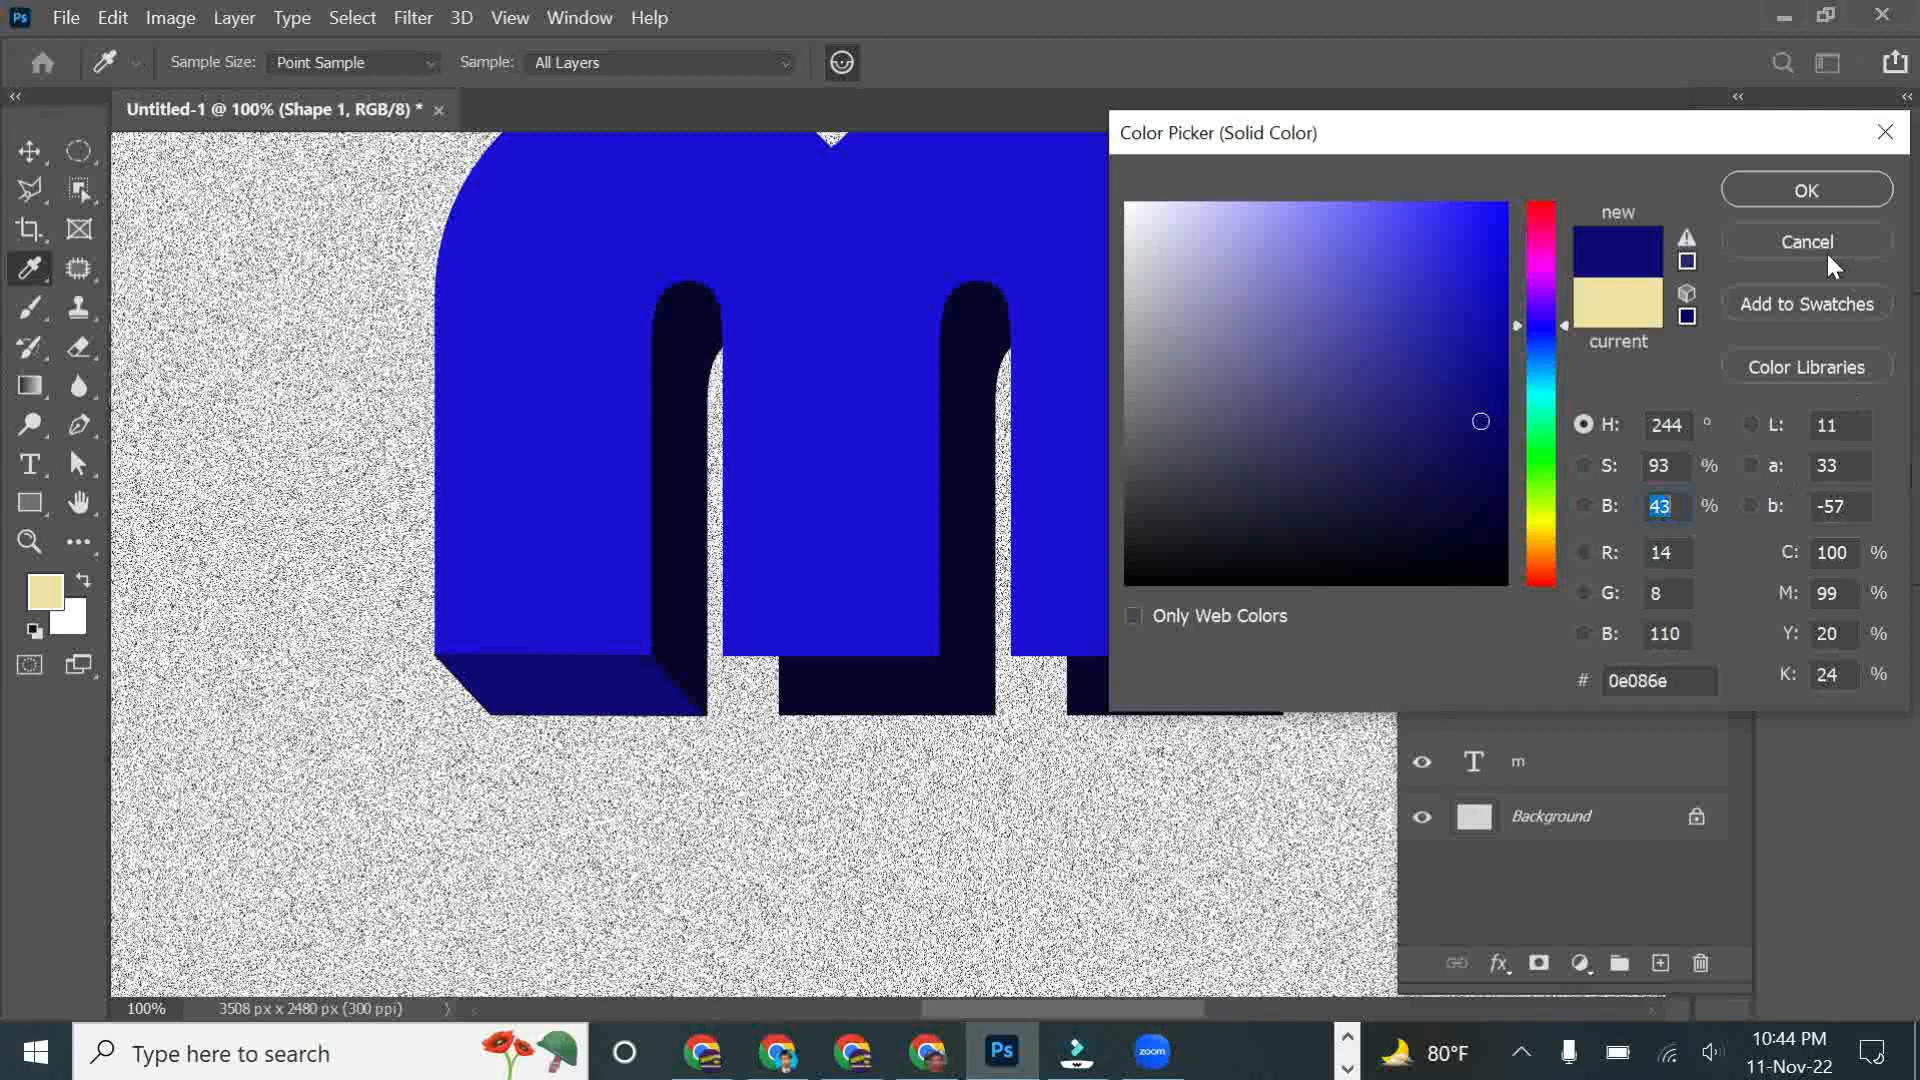 Ps File Edit Image Layer Type Select Filter 3D View Window Help
Sample Size: Point Sample Sample: All Layers
Untitled-1 @ 100% (Shape 1, RGB/8) *
Color Picker (Solid Color)
new
current
OK
Cancel
Add to Swatches
Color Libraries
H: 244 ° L: 11
S: 93 % a: 33
B: 43 % b: -57
R: 14 C: 100 %
G: 8 M: 99 %
B: 110 Y: 20 %
# 0e086e K: 24 %
Only Web Colors
T m
Background
fx
100% 3508 px x 2480 px (300 ppi)
Type here to search
Ps
zoom
80°F
10:44 PM
11-Nov-22